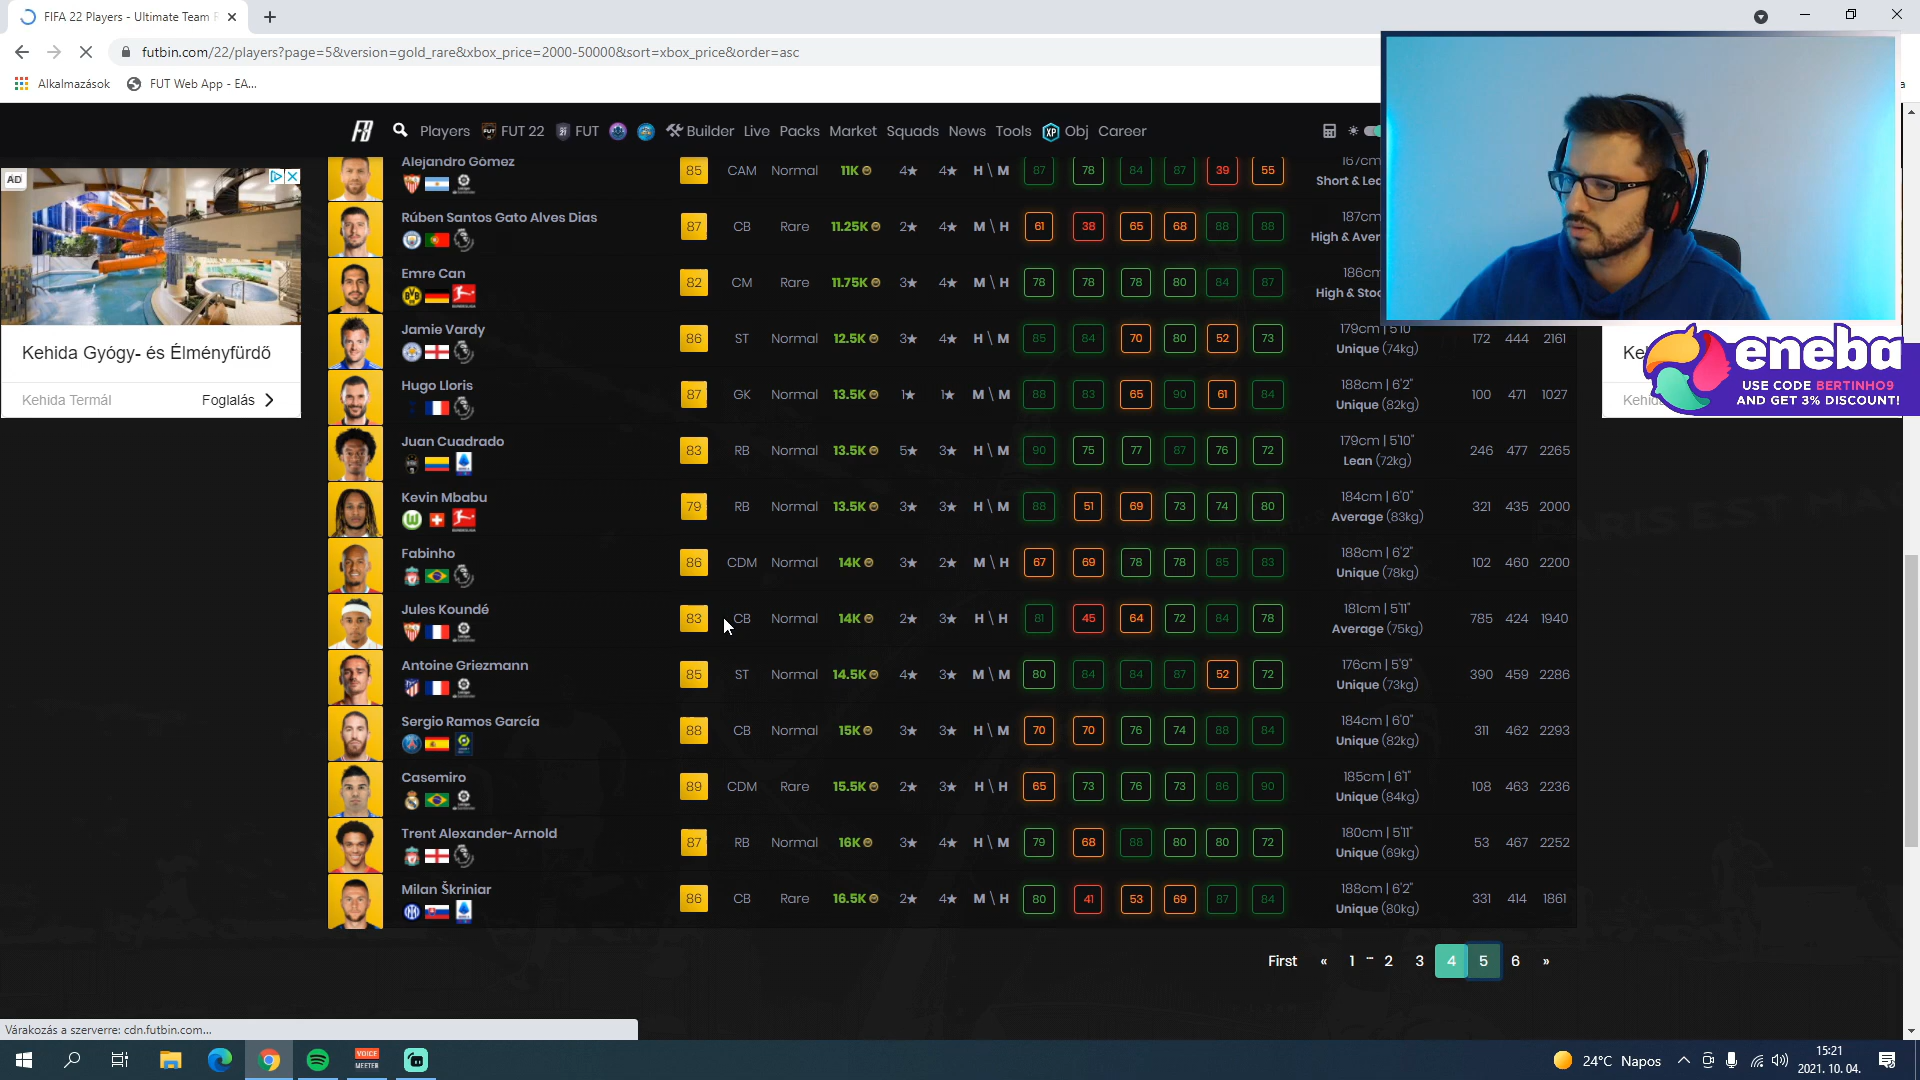 FIFA 22 Players - Ultimate Team F
futbin.com/22/players?page=5&version=gold_rare&xbox_price=2000-50000&sort=xbox_price&order=asc
Alkalmazások FUT Web App - EA...
FB Players FUT 22 FUT Builder Live Packs Market Squads News Tools XP Obj Career
AD
Kehida Gyógy- és Élményfürdő
Kehida Termál Foglalás
Alejandro Gómez 85 CAM Normal 11K 4★ 4★ H \ M 87 78 84 87 39 55 167cm
Rúben Santos Gato Alves Dias 87 CB Rare 11.25K 2★ 4★ M \ H 61 38 65 68 88 88 187cm
Emre Can 82 CM Rare 11.75K 3★ 4★ M \ H 78 78 78 80 84 87 186cm
Jamie Vardy 86 ST Normal 12.5K 3★ 4★ H \ M 85 84 70 80 52 73 179cm | 5'10" Unique (74kg) 172 444 2161
Hugo Lloris 87 GK Normal 13.5K 1★ 1★ M \ M 88 83 65 90 61 84 188cm | 6'2" Unique (82kg) 100 471 1027
Juan Cuadrado 83 RB Normal 13.5K 5★ 3★ H \ M 90 75 77 87 76 72 179cm | 5'10" Lean (72kg) 246 477 2265
Kevin Mbabu 79 RB Normal 13.5K 3★ 3★ H \ M 88 51 69 73 74 80 184cm | 6'0" Average (83kg) 321 435 2000
Fabinho 86 CDM Normal 14K 3★ 2★ M \ H 67 69 78 78 85 83 188cm | 6'2" Unique (78kg) 102 460 2200
Jules Koundé 83 CB Normal 14K 2★ 3★ H \ H 81 45 64 72 84 78 181cm | 5'11" Average (75kg) 785 424 1940
Antoine Griezmann 85 ST Normal 14.5K 4★ 3★ M \ M 80 84 84 87 52 72 176cm | 5'9" Unique (73kg) 390 459 2286
Sergio Ramos García 88 CB Normal 15K 3★ 3★ H \ M 70 70 76 74 88 84 184cm | 6'0" Unique (82kg) 311 462 2293
Casemiro 89 CDM Rare 15.5K 2★ 3★ H \ H 65 73 76 73 86 90 185cm | 6'1" Unique (84kg) 108 463 2236
Trent Alexander-Arnold 87 RB Normal 16K 3★ 4★ H \ M 79 68 88 80 80 72 180cm | 5'11" Unique (69kg) 53 467 2252
Milan Škriniar 86 CB Rare 16.5K 2★ 4★ M \ H 80 41 53 69 87 84 188cm | 6'2" Unique (80kg) 331 414 1861
eneba
USE CODE BERTINHO9
AND GET 3% DISCOUNT!
First « 1 ... 2 3 4 5 6 »
Várakozás a szerverre: cdn.futbin.com...
VOICE
MEETER
24°C Napos
15:21
2021. 10. 04.